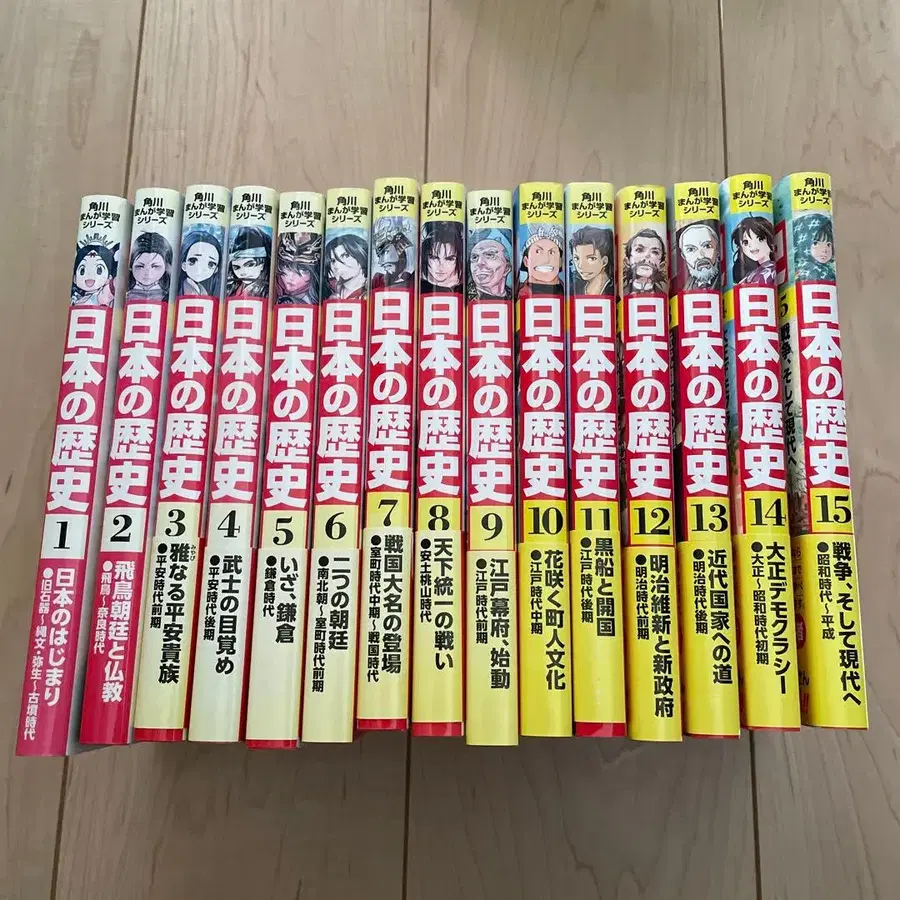 角川
まんが学習
シリーズ
日本の歴史
1
日本のはじまり
●旧石器〜縄文・弥生〜古墳時代
角川
まんが学習
シリーズ
日本の歴史
2
飛鳥朝廷と仏教
●飛鳥〜奈良時代
角川
まんが学習
シリーズ
日本の歴史
3
雅なる平安貴族
みやび
●平安時代前期
角川
まんが学習
シリーズ
日本の歴史
4
武士の目覚め
●平安時代後期
角川
まんが学習
シリーズ
日本の歴史
5
いざ、鎌倉
●鎌倉時代
角川
まんが学習
シリーズ
日本の歴史
6
二つの朝廷
●南北朝〜室町時代前期
角川
まんが学習
シリーズ
日本の歴史
7
戦国大名の登場
●室町時代中期〜戦国時代
角川
まんが学習
シリーズ
日本の歴史
8
天下統一の戦い
●安土桃山時代
角川
まんが学習
シリーズ
日本の歴史
9
江戸幕府、始動
●江戸時代前期
角川
まんが学習
シリーズ
日本の歴史
10
花咲く町人文化
●江戸時代中期
角川
まんが学習
シリーズ
日本の歴史
11
黒船と開国
●江戸時代後期
角川
まんが学習
シリーズ
日本の歴史
12
明治維新と新政府
●明治時代前期
角川
まんが学習
シリーズ
日本の歴史
13
近代国家への道
●明治時代後期
角川
まんが学習
シリーズ
日本の歴史
14
大正デモクラシー
●大正〜昭和時代初期
角川
まんが学習
シリーズ
日本の歴史
15
戦争、そして現代へ
●昭和時代〜平成
戦争、そして現代へ